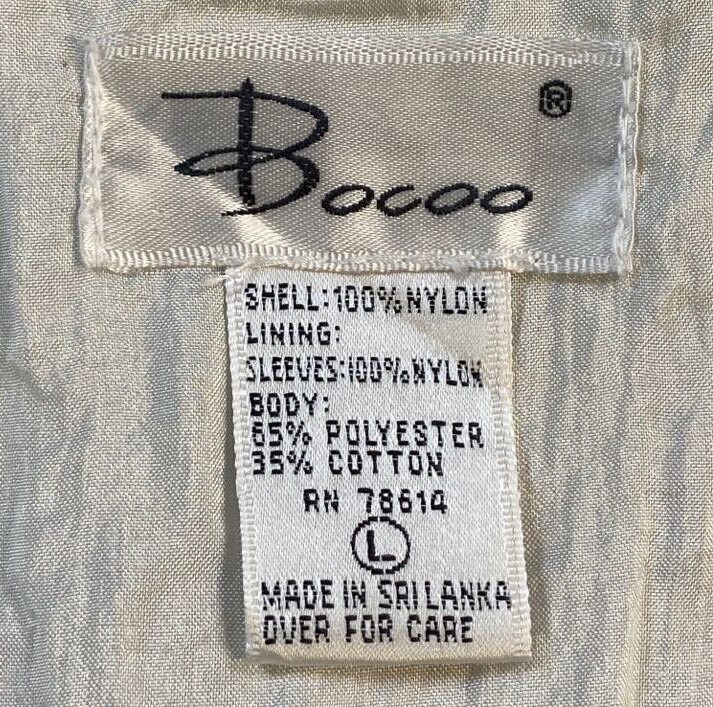 Bocoo ®
SHELL: 100% NYLON
LINING:
SLEEVES: 100% NYLON
BODY:
65% POLYESTER
35% COTTON
RN 78614
L
MADE IN SRI LANKA
OVER FOR CARE